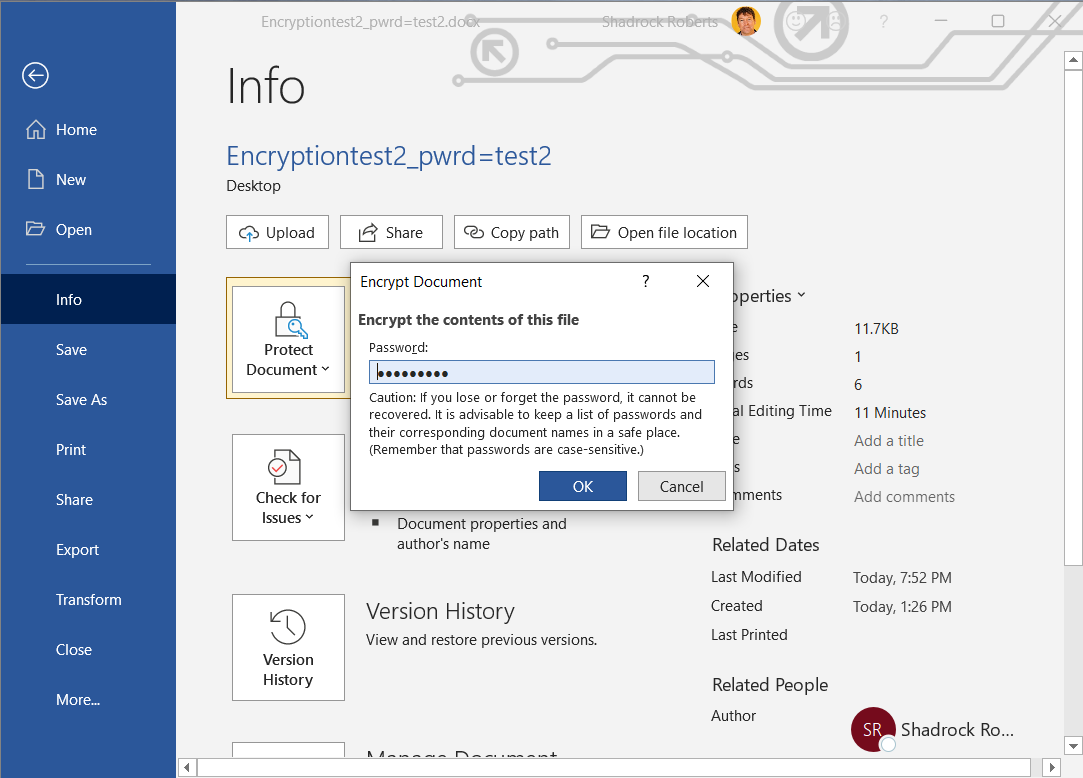 Encryptiontest2_pwrd=test2.docx
Shadrock Roberts
?
Info
Home
New
Open
Info
Save
Save As
Print
Share
Export
Transform
Close
More...
Encryptiontest2_pwrd=test2
Desktop
Upload
Share
Copy path
Open file location
Protect
Document
Encrypt Document
?
Encrypt the contents of this file
Password:
●●●●●●●●●
Caution: If you lose or forget the password, it cannot be
recovered. It is advisable to keep a list of passwords and
their corresponding document names in a safe place.
(Remember that passwords are case-sensitive.)
OK
Cancel
operties
11.7KB
es 1
rds 6
al Editing Time 11 Minutes
Add a title
Add a tag
mments Add comments
Check for
Issues
Document properties and
author's name
Related Dates
Last Modified Today, 7:52 PM
Created Today, 1:26 PM
Last Printed
Version
History
Version History
View and restore previous versions.
Related People
Author
SR Shadrock Ro...
Manage Document